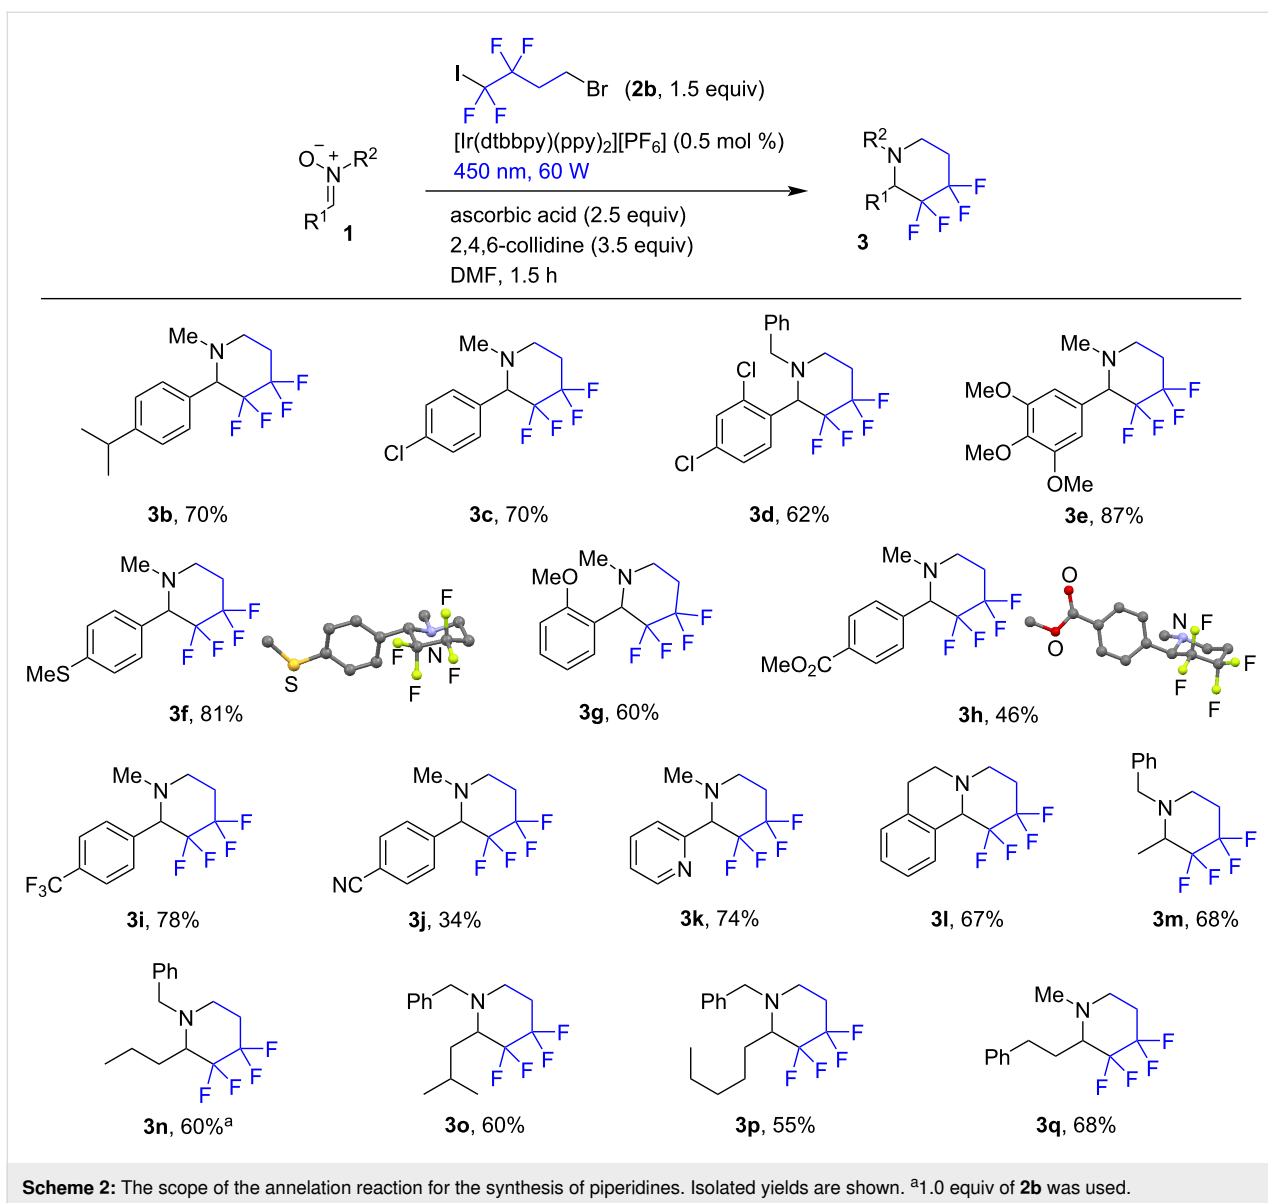 F F
I
Br (2b, 1.5 equiv)
F F
[Ir(dtbbpy)(ppy)2][PF6] (0.5 mol %)
450 nm, 60 W
O− + N R2
R1
1
ascorbic acid (2.5 equiv)
2,4,6-collidine (3.5 equiv)
DMF, 1.5 h
R2
N
R1
F
F
F F
3
Me N F F F F
3b, 70%
Me N Cl F F F F
3c, 70%
Ph N Cl Cl F F F F
3d, 62%
Me N MeO MeO OMe F F F F
3e, 87%
Me N MeS F F F F
S F F N F F
3f, 81%
MeO Me N F F F F
3g, 60%
Me N MeO2C F F F F
O O N F F F F
3h, 46%
Me N F3C F F F F
3i, 78%
Me N NC F F F F
3j, 34%
Me N N F F F F
3k, 74%
N F F F F
3l, 67%
Ph N F F F F
3m, 68%
Ph N F F F F
3n, 60%a
Ph N F F F F
3o, 60%
Ph N F F F F
3p, 55%
Me N Ph F F F F
3q, 68%
Scheme 2: The scope of the annelation reaction for the synthesis of piperidines. Isolated yields are shown. a1.0 equiv of 2b was used.